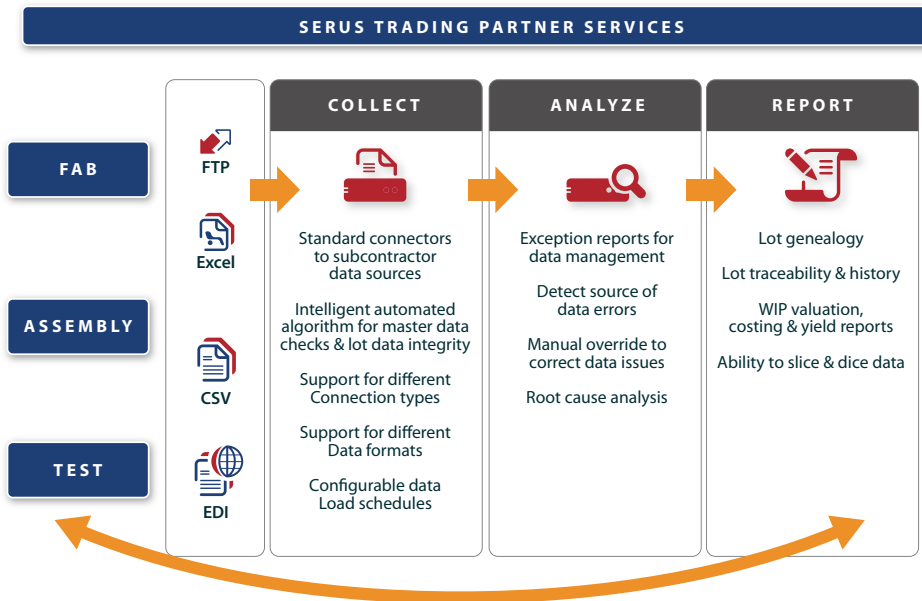 SERUS TRADING PARTNER SERVICES
FAB
ASSEMBLY
TEST
FTP
Excel
CSV
EDI
COLLECT
Standard connectors
to subcontractor
data sources
Intelligent automated
algorithm for master data
checks & lot data integrity
Support for different
Connection types
Support for different
Data formats
Configurable data
Load schedules
ANALYZE
Exception reports for
data management
Detect source of
data errors
Manual override to
correct data issues
Root cause analysis
REPORT
Lot genealogy
Lot traceability & history
WIP valuation,
costing & yield reports
Ability to slice & dice data